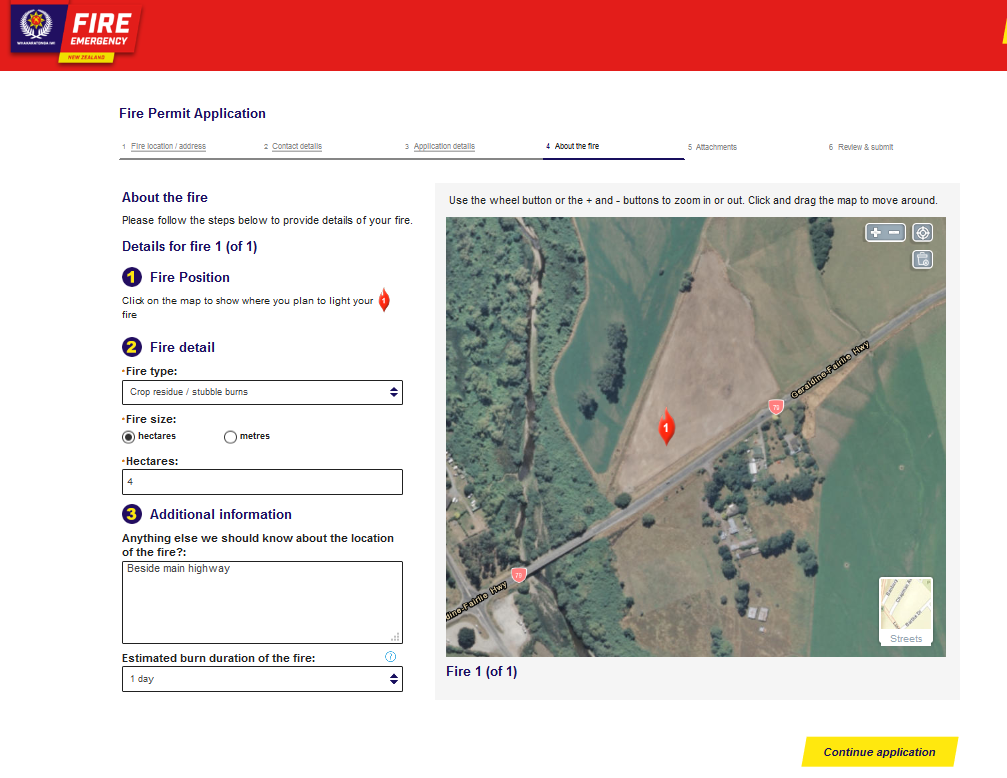 WHAKARATONGA IWI
FIRE
EMERGENCY
NEW ZEALAND
Fire Permit Application
1 Fire location / address
2 Contact details
3 Application details
4 About the fire
5 Attachments
6 Review & submit
About the fire
Please follow the steps below to provide details of your fire.
Details for fire 1 (of 1)
1 Fire Position
Click on the map to show where you plan to light your 1
fire
2 Fire detail
•Fire type:
Crop residue / stubble burns
•Fire size:
hectares metres
•Hectares:
4
3 Additional information
Anything else we should know about the location
of the fire?:
Beside main highway
Estimated burn duration of the fire:
1 day
Use the wheel button or the + and - buttons to zoom in or out. Click and drag the map to move around.
Geraldine-Fairlie Hwy
79
1
79
dine-Fairlie Hwy
Streets
Fire 1 (of 1)
Continue application